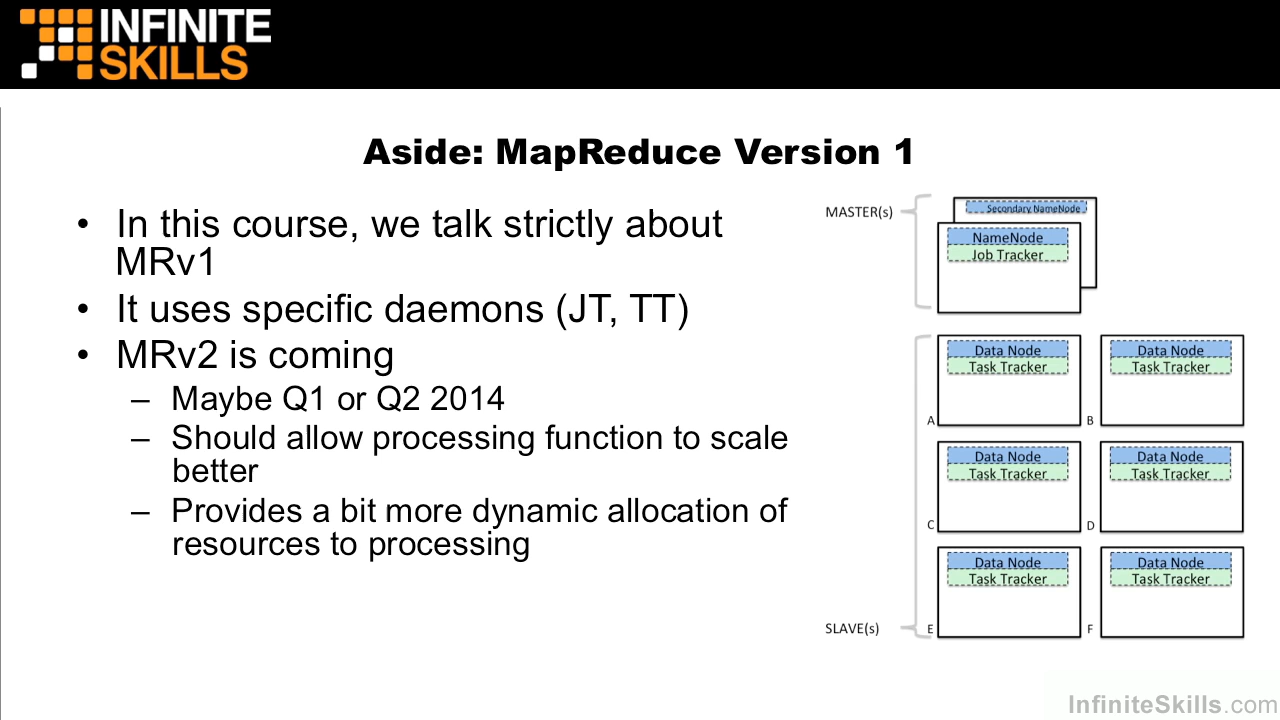 INFINITE
SKILLS
Aside: MapReduce Version 1
• In this course, we talk strictly about
MRv1
• It uses specific daemons (JT, TT)
• MRv2 is coming
– Maybe Q1 or Q2 2014
– Should allow processing function to scale
better
– Provides a bit more dynamic allocation of
resources to processing
MASTER(s)
Secondary NameNode
NameNode
Job Tracker
Data Node
Task Tracker
A
Data Node
Task Tracker
B
Data Node
Task Tracker
C
Data Node
Task Tracker
D
Data Node
Task Tracker
SLAVE(s)
E
Data Node
Task Tracker
F
InfiniteSkills.com